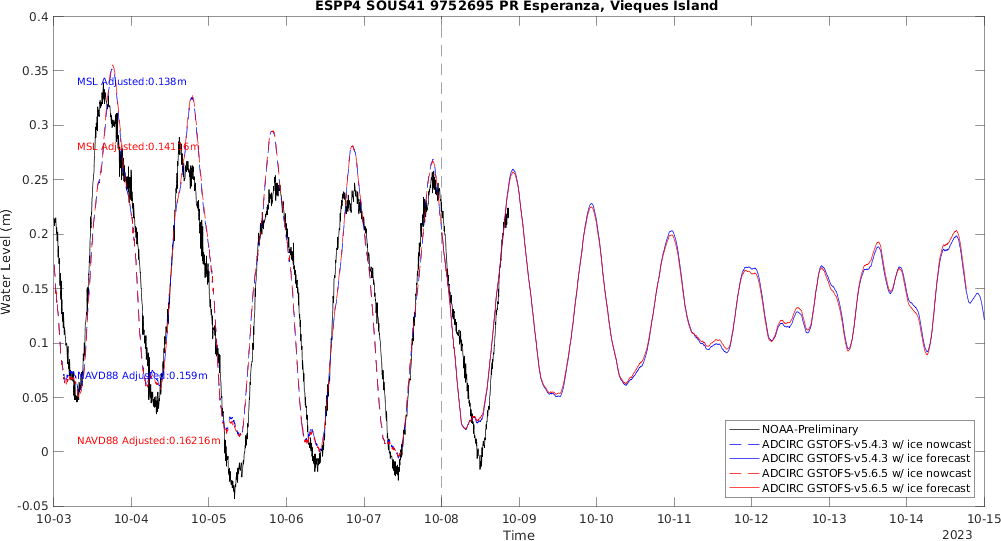 ESPP4 SOUS41 9752695 PR Esperanza, Vieques Island
0.4
0.35
0.3
0.25
0.2
0.15
0.1
0.05
0
-0.05
Water Level (m)
MSL Adjusted:0.138m
NAVD88 Adjusted:0.159m
NAVD88 Adjusted:0.16216m
NOAA-Preliminary
ADCIRC GSTOFS-v5.4.3 w/ ice nowcast
ADCIRC GSTOFS-v5.4.3 w/ ice forecast
ADCIRC GSTOFS-v5.6.5 w/ ice nowcast
ADCIRC GSTOFS-v5.6.5 w/ ice forecast
10-03 10-04 10-05 10-06 10-07 10-08 10-09 10-10 10-11 10-12 10-13 10-14 10-15
Time
2023